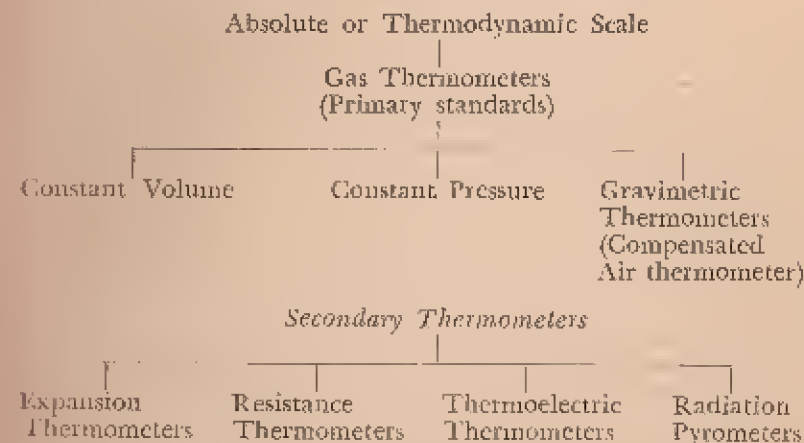 Absolute or Thermodynamic Scale
Gas Thermometers
(Primary standards)
Constant Volume
Constant Pressure
Gravimetric
Thermometers
(Compensated
Air thermometer)
Secondary Thermometers
Expansion
Thermometers
Resistance
Thermometers
Thermoelectric
Thermometers
Radiation
Pyrometers